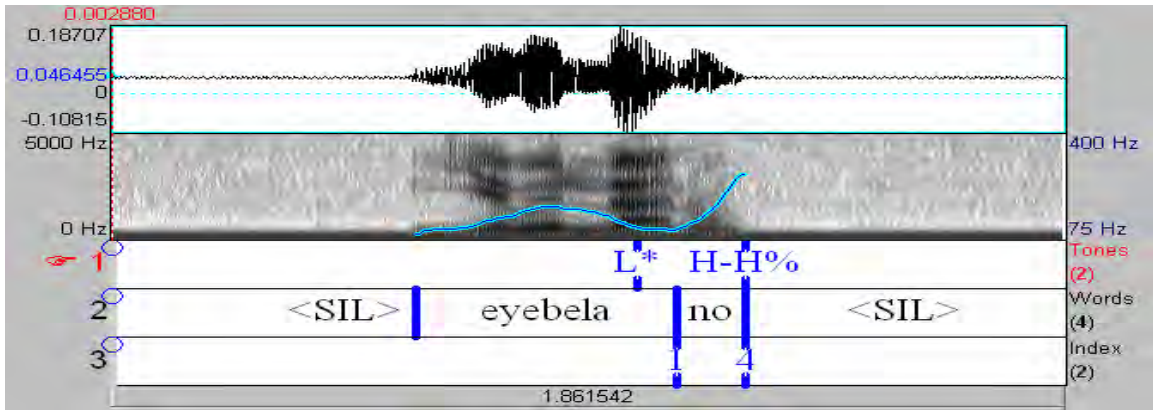 0.002880
0.18707
0.046455
0
-0.10815
5000 Hz 400 Hz
0 Hz 75 Hz
1 L* H-H% Tones
(2)
2 <SIL> eyebela no <SIL> Words
(4)
3 1 4 Index
(2)
1.861542